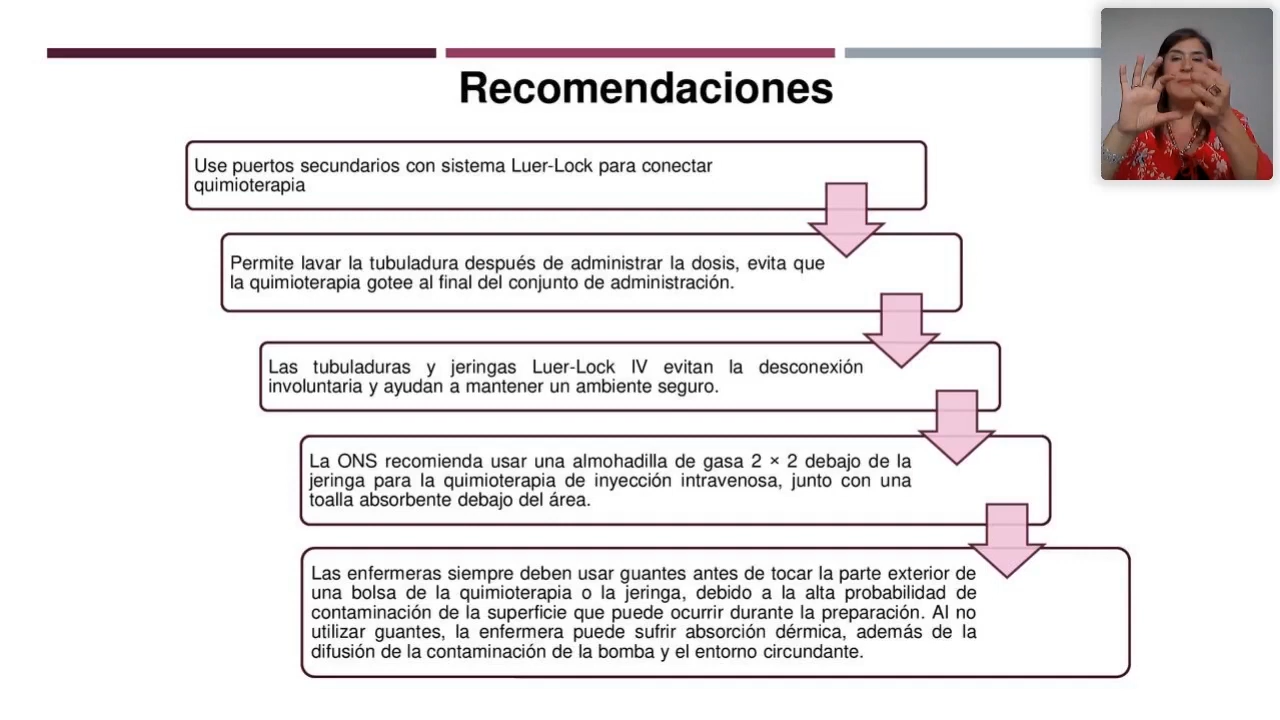 Recomendaciones
Use puertos secundarios con sistema Luer-Lock para conectar
quimioterapia
Permite lavar la tubuladura después de administrar la dosis, evita que
la quimioterapia gotee al final del conjunto de administración.
Las tubuladuras y jeringas Luer-Lock IV evitan la desconexión
involuntaria y ayudan a mantener un ambiente seguro.
La ONS recomienda usar una almohadilla de gasa 2 × 2 debajo de la
jeringa para la quimioterapia de inyección intravenosa, junto con una
toalla absorbente debajo del área.
Las enfermeras siempre deben usar guantes antes de tocar la parte exterior de
una bolsa de la quimioterapia o la jeringa, debido a la alta probabilidad de
contaminación de la superficie que puede ocurrir durante la preparación. Al no
utilizar guantes, la enfermera puede sufrir absorción dérmica, además de la
difusión de la contaminación de la bomba y el entorno circundante.